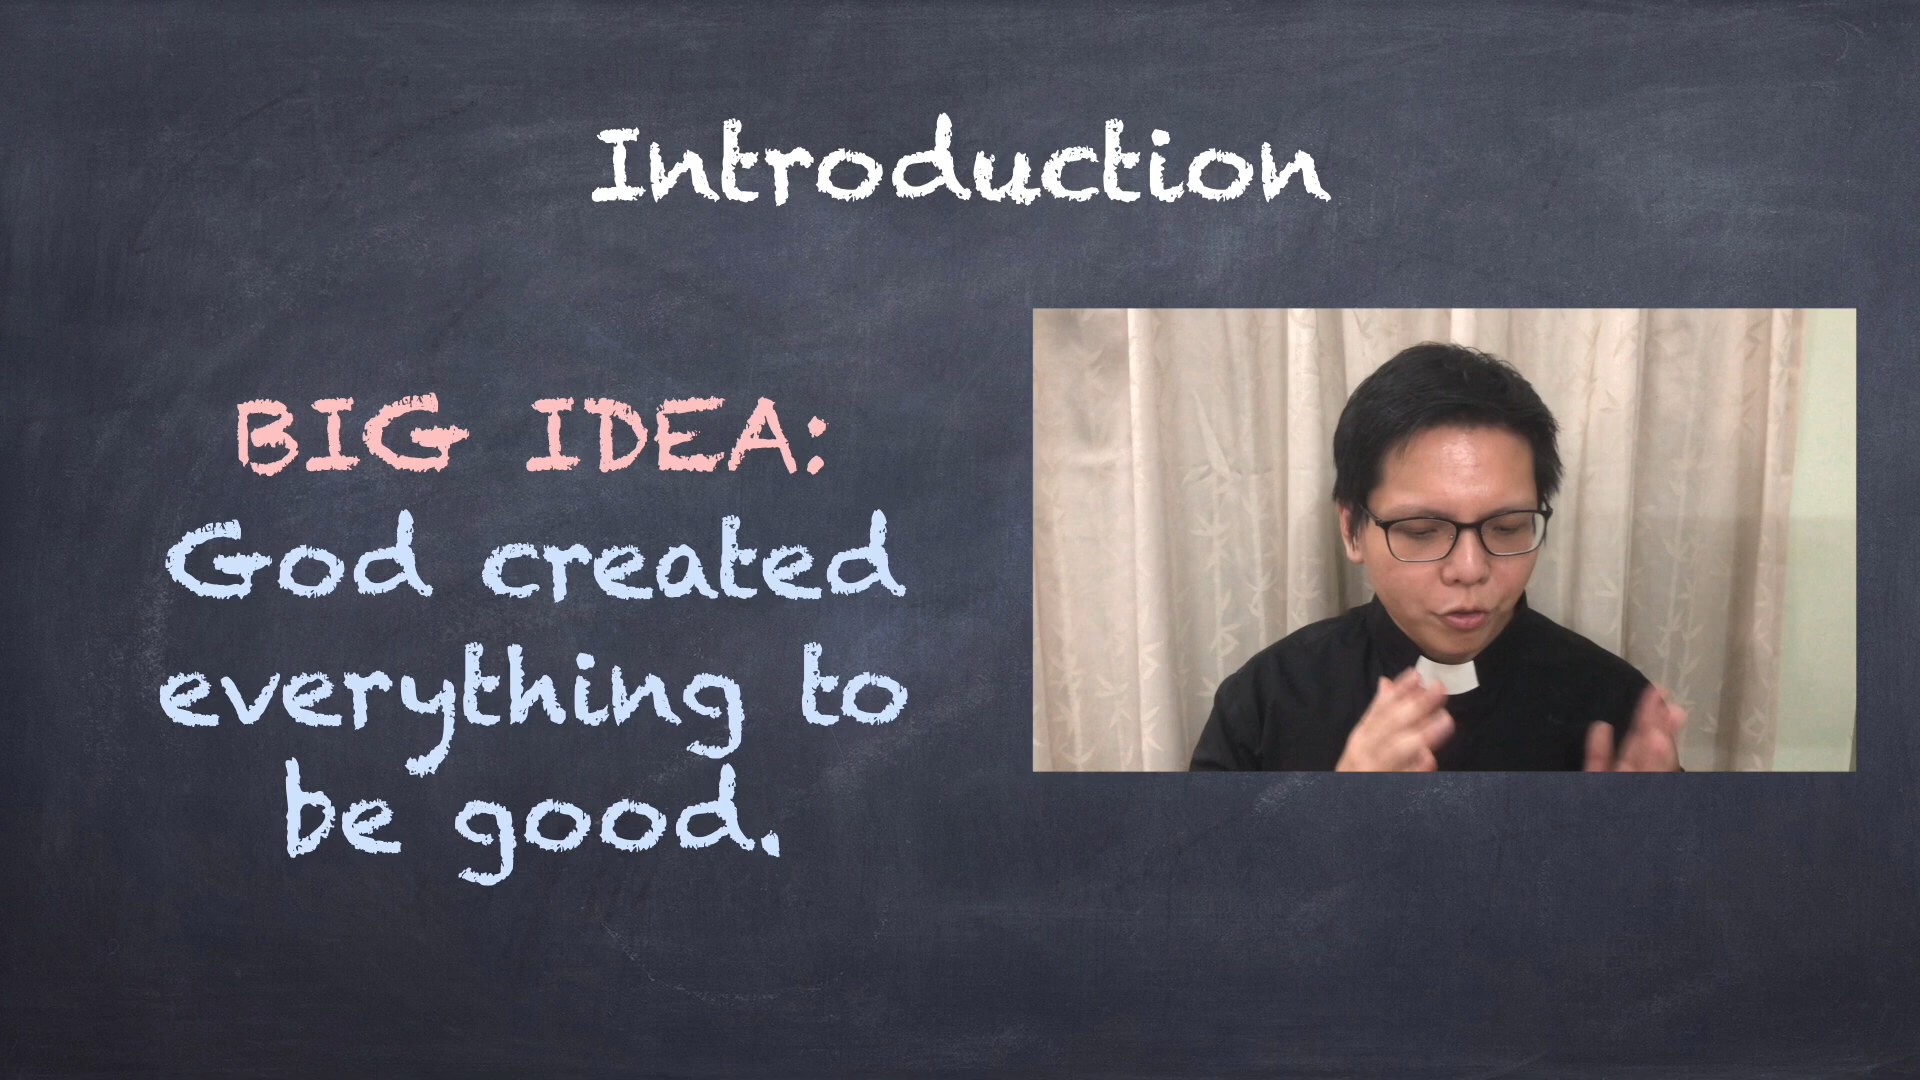 Introduction
BIG IDEA:
God created
everything to
be good.